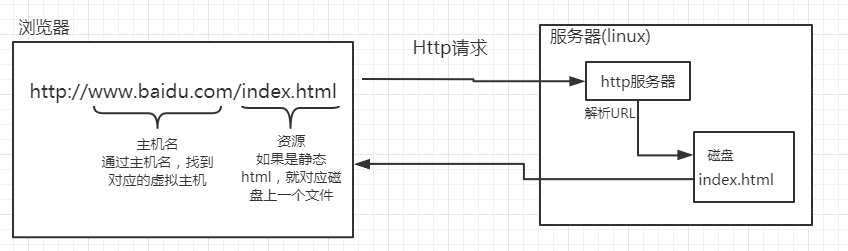 浏览器
http://www.baidu.com/index.html
主机名
通过主机名，找到
对应的虚拟主机
资源
如果是静态
html，就对应磁
盘上一个文件
Http请求
服务器(linux)
http服务器
解析URL
磁盘
index.html